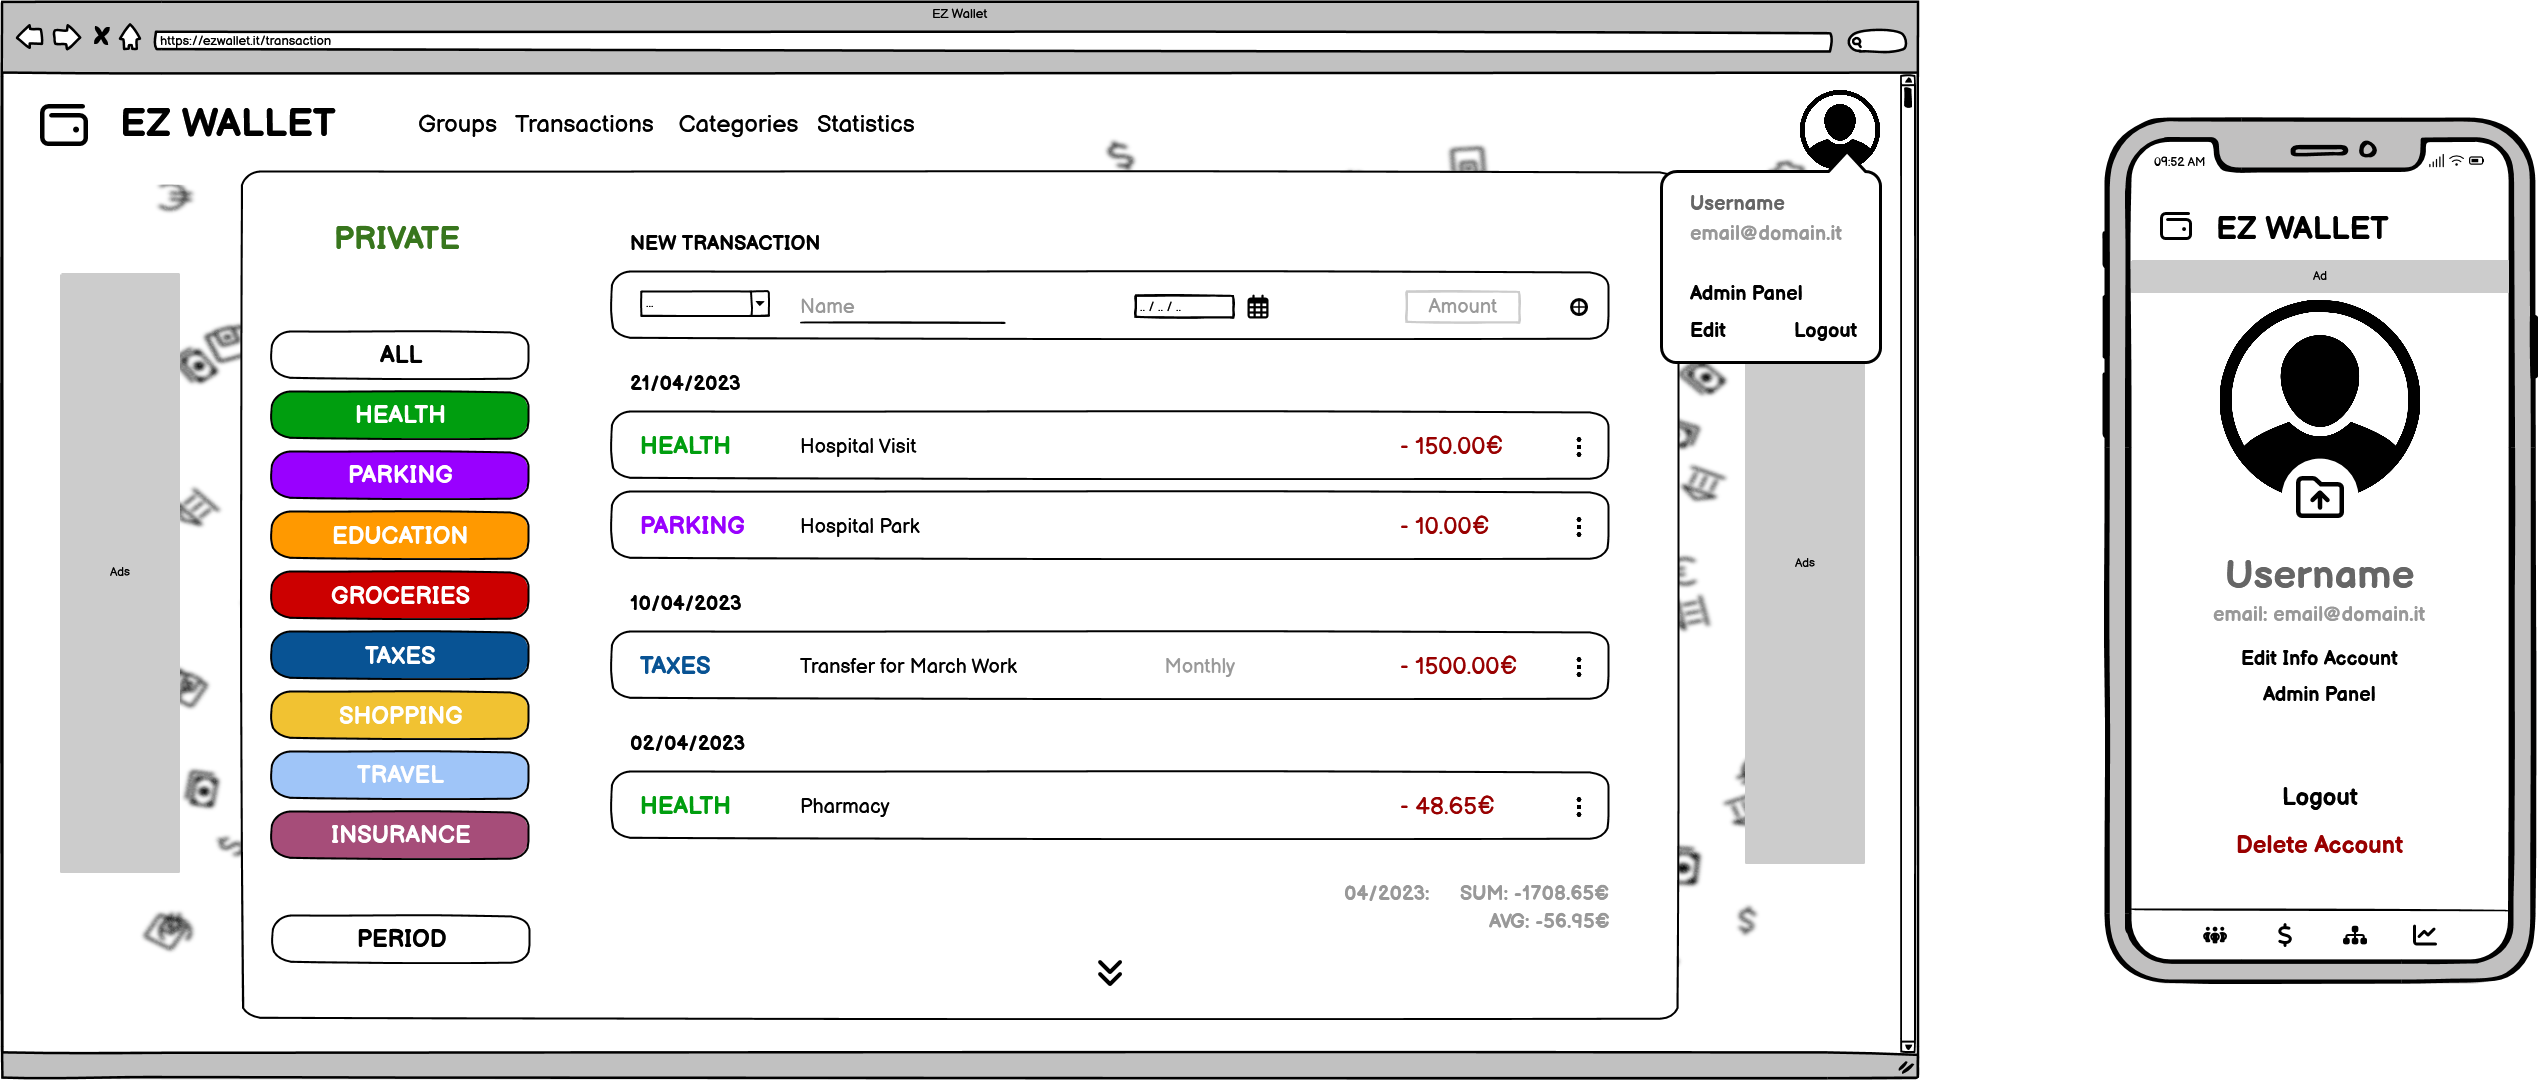 EZ Wallet
https://ezwallet.it/transaction
EZ WALLET
Groups Transactions Categories Statistics
Username
email@domain.it
Admin Panel
Edit Logout
PRIVATE
ALL
HEALTH
PARKING
EDUCATION
GROCERIES
TAXES
SHOPPING
TRAVEL
INSURANCE
PERIOD
NEW TRANSACTION
... Name .. / .. / .. Amount
21/04/2023
HEALTH Hospital Visit - 150.00€
PARKING Hospital Park - 10.00€
10/04/2023
TAXES Transfer for March Work Monthly - 1500.00€
02/04/2023
HEALTH Pharmacy - 48.65€
04/2023: SUM: -1708.65€
AVG: -56.95€
Ads
Ads
09:52 AM
EZ WALLET
Ad
Username
email: email@domain.it
Edit Info Account
Admin Panel
Logout
Delete Account